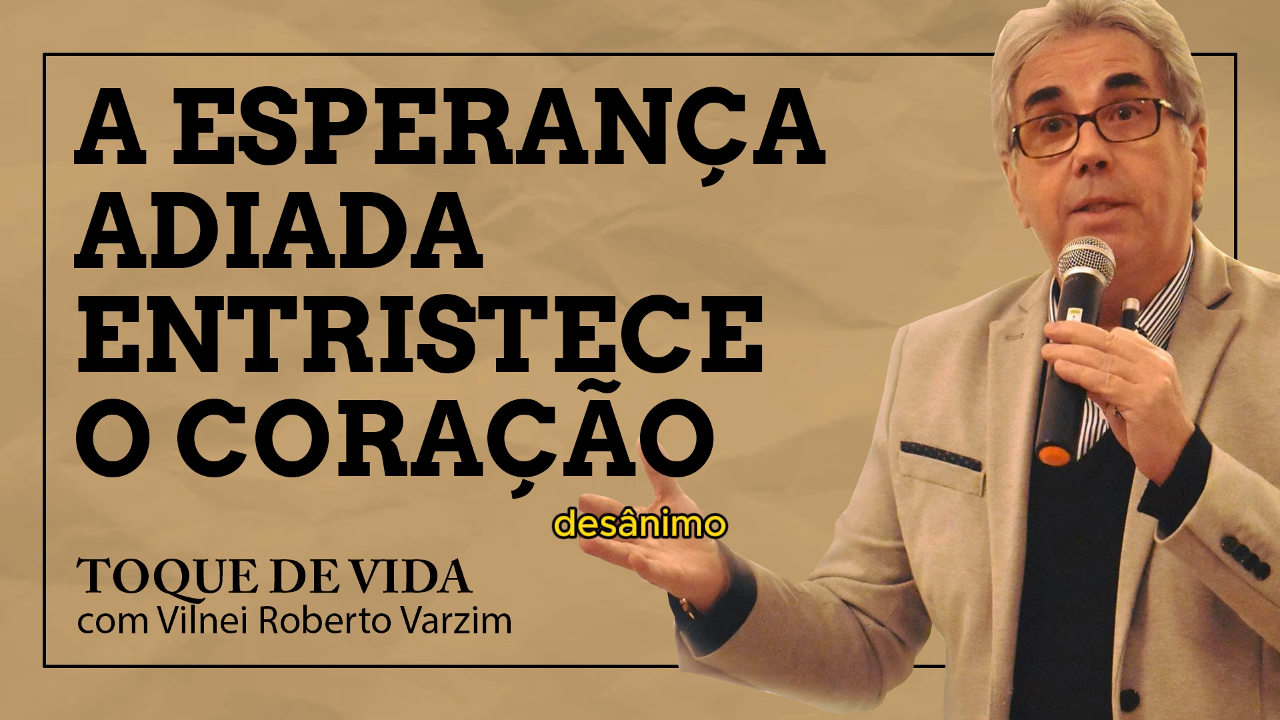 A ESPERANÇA
ADIADA
ENTRISTECE
O CORAÇÃO
desânimo
TOQUE DE VIDA
com Vilnei Roberto Varzim